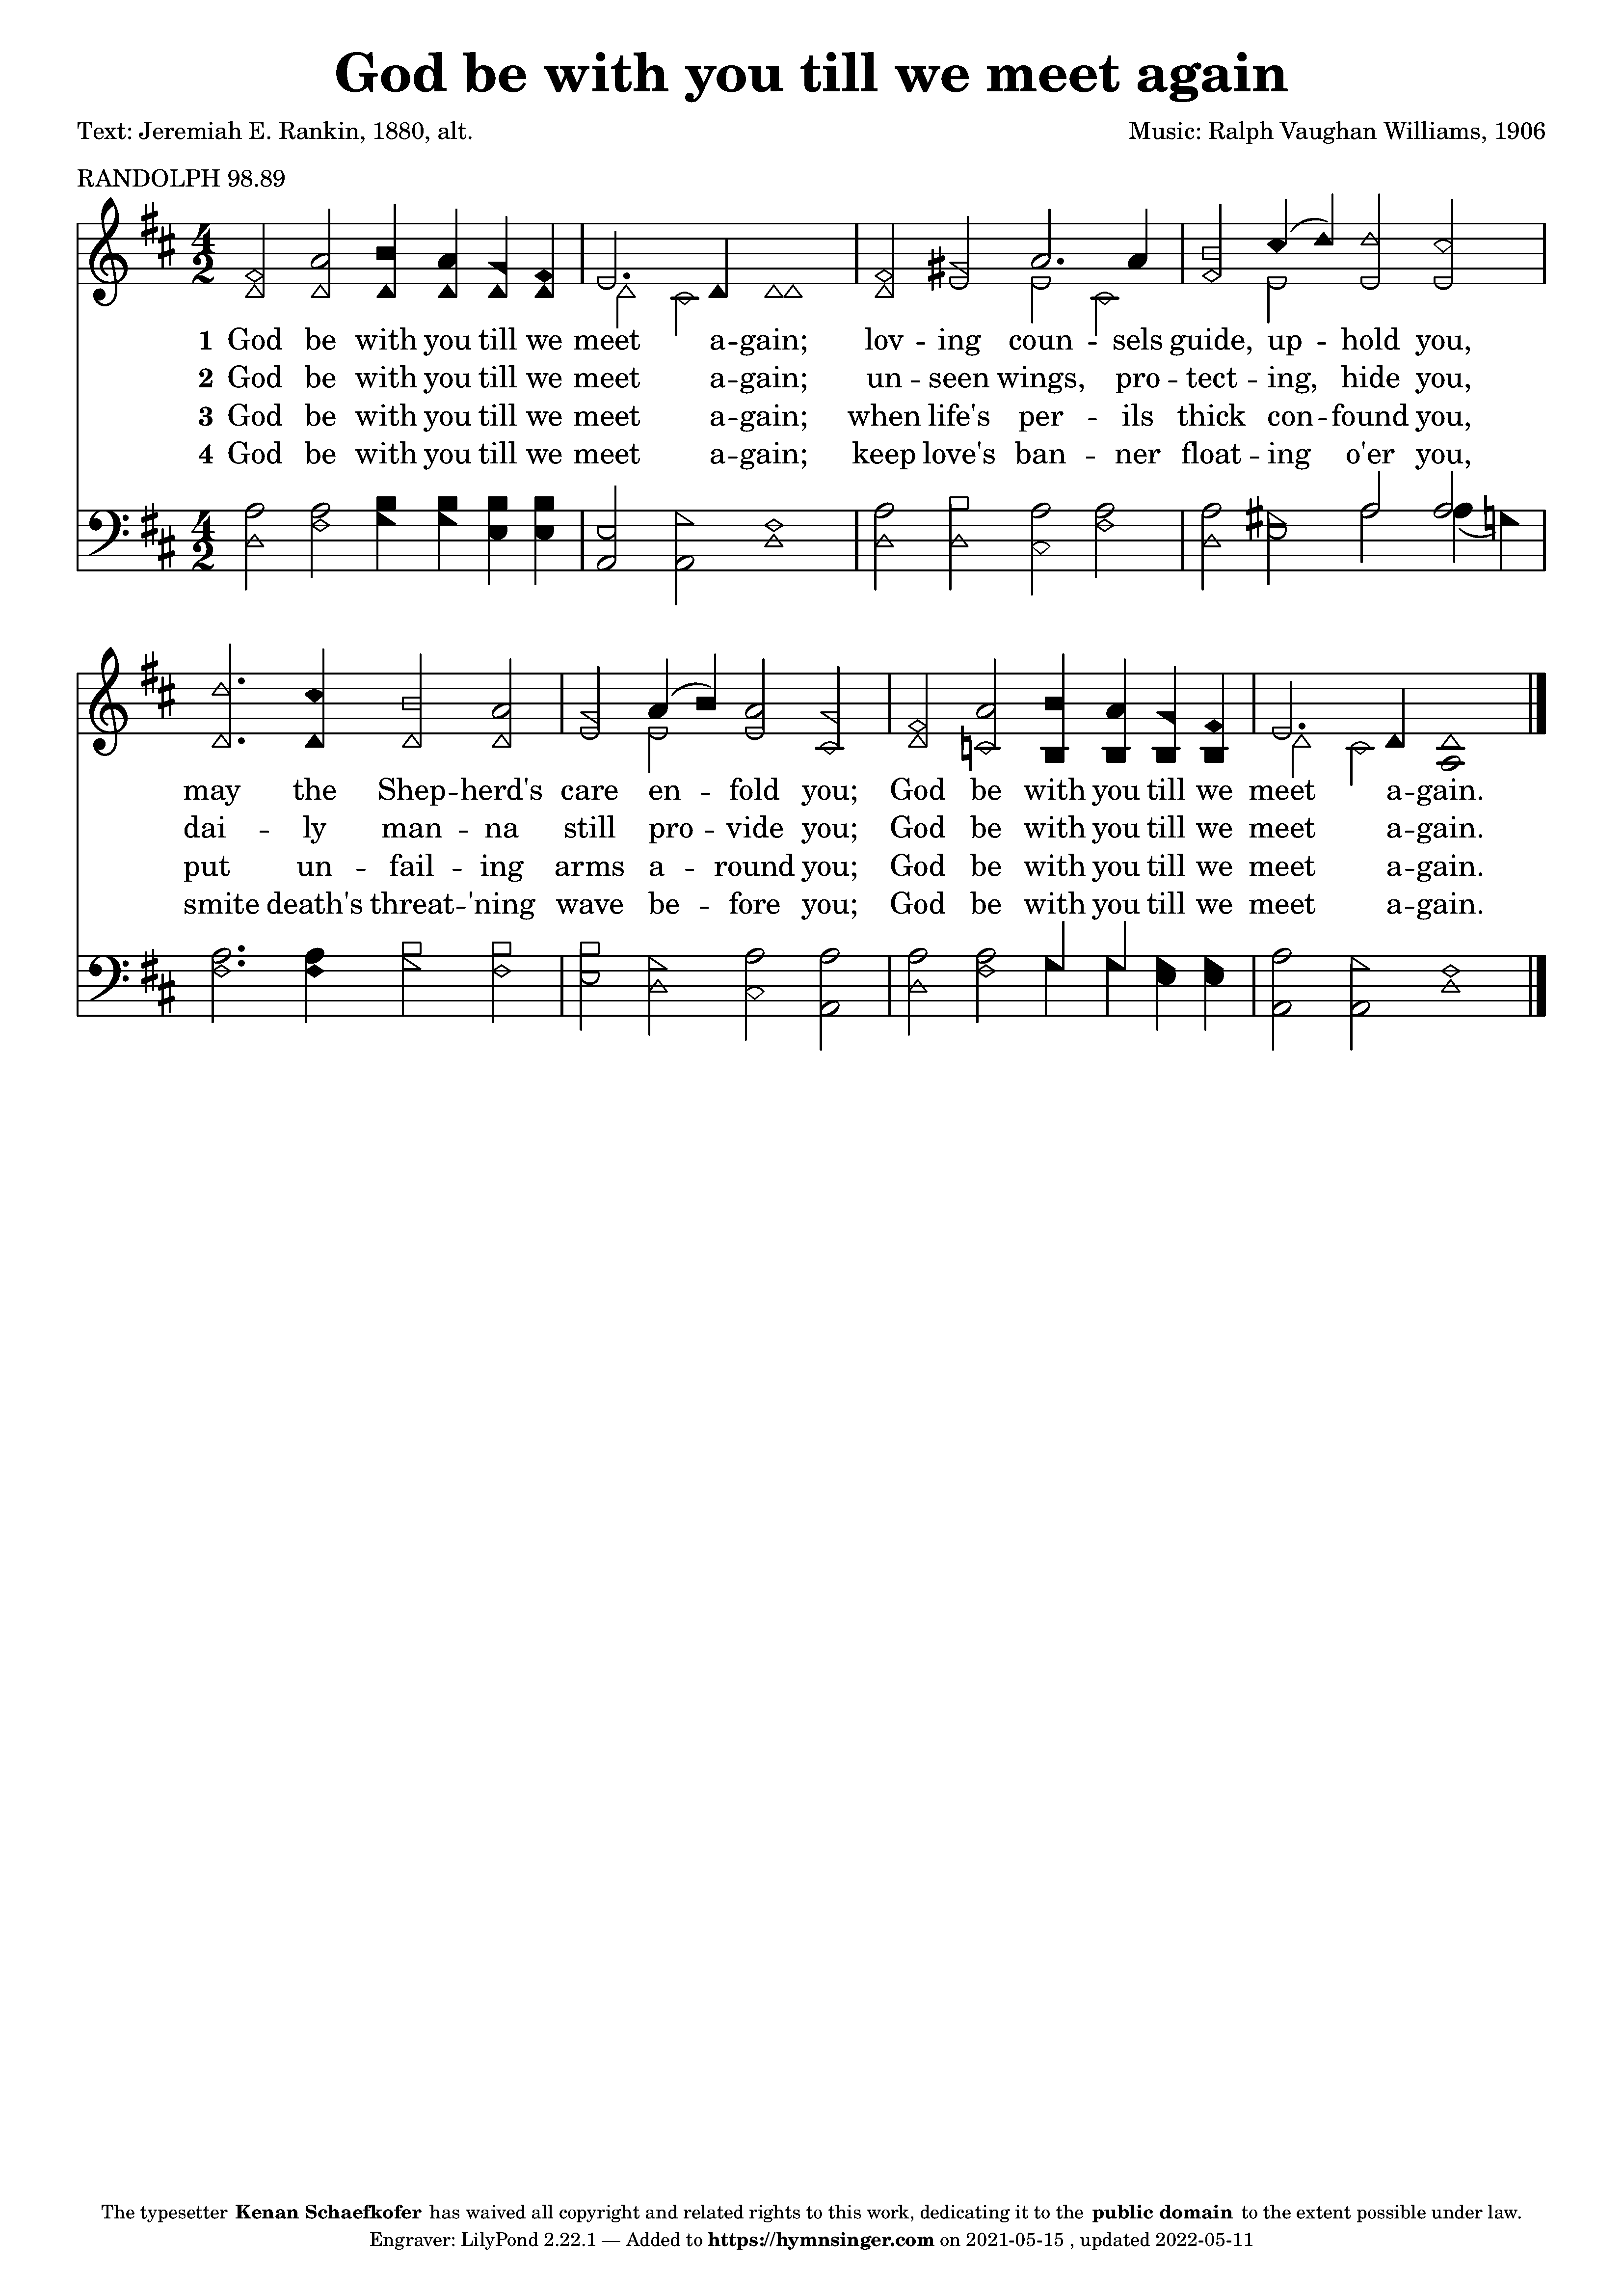 God be with you till we meet again
Text: Jeremiah E. Rankin, 1880, alt.
Music: Ralph Vaughan Williams, 1906
RANDOLPH 98.89
1 God be with you till we meet a -- gain; lov -- ing coun -- sels guide, up -- hold you,
2 God be with you till we meet a -- gain; un -- seen wings, pro -- tect -- ing, hide you,
3 God be with you till we meet a -- gain; when life's per -- ils thick con -- found you,
4 God be with you till we meet a -- gain; keep love's ban -- ner float -- ing o'er you,
may the Shep -- herd's care en -- fold you; God be with you till we meet a -- gain.
dai -- ly man -- na still pro -- vide you; God be with you till we meet a -- gain.
put un -- fail -- ing arms a -- round you; God be with you till we meet a -- gain.
smite death's threat -- 'ning wave be -- fore you; God be with you till we meet a -- gain.
The typesetter Kenan Schaefkofer has waived all copyright and related rights to this work, dedicating it to the public domain to the extent possible under law.
Engraver: LilyPond 2.22.1 — Added to https://hymnsinger.com on 2021-05-15 , updated 2022-05-11